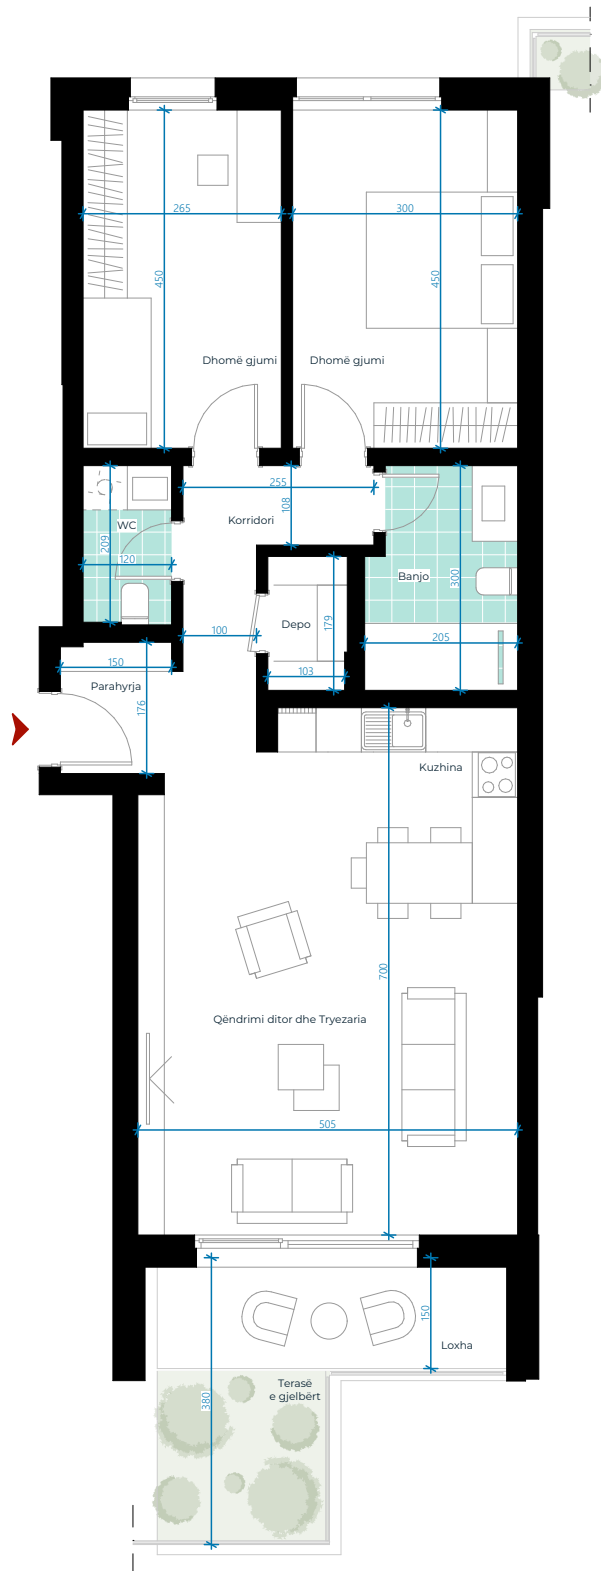 265
300
450
450
Dhomë gjumi
Dhomë gjumi
255
108
Korridori
WC
209
120
Banjo
300
Depo
179
100
205
150
103
Parahyrja
176
Kuzhina
700
Qëndrimi ditor dhe Tryezaria
505
150
Loxha
Terasë
e gjelbërt
380